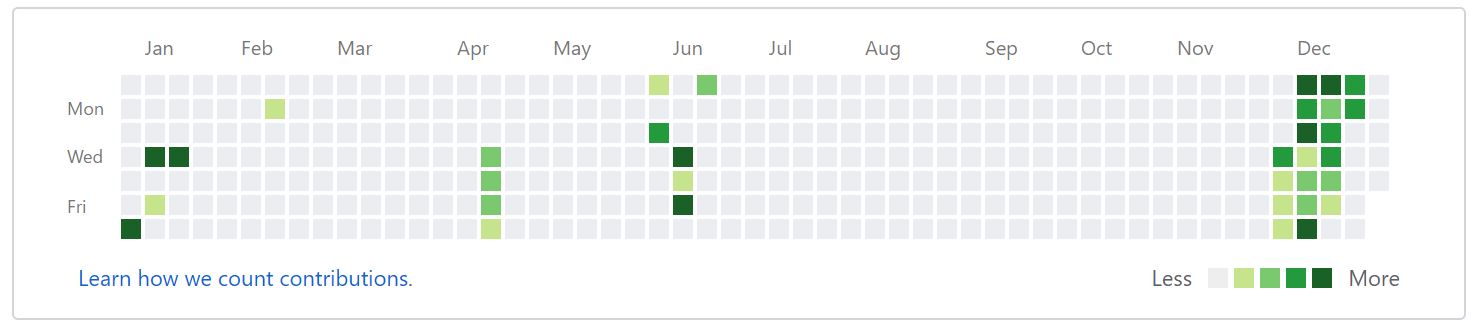 Jan Feb Mar Apr May Jun Jul Aug Sep Oct Nov Dec
Mon
Wed
Fri
Learn how we count contributions. Less More